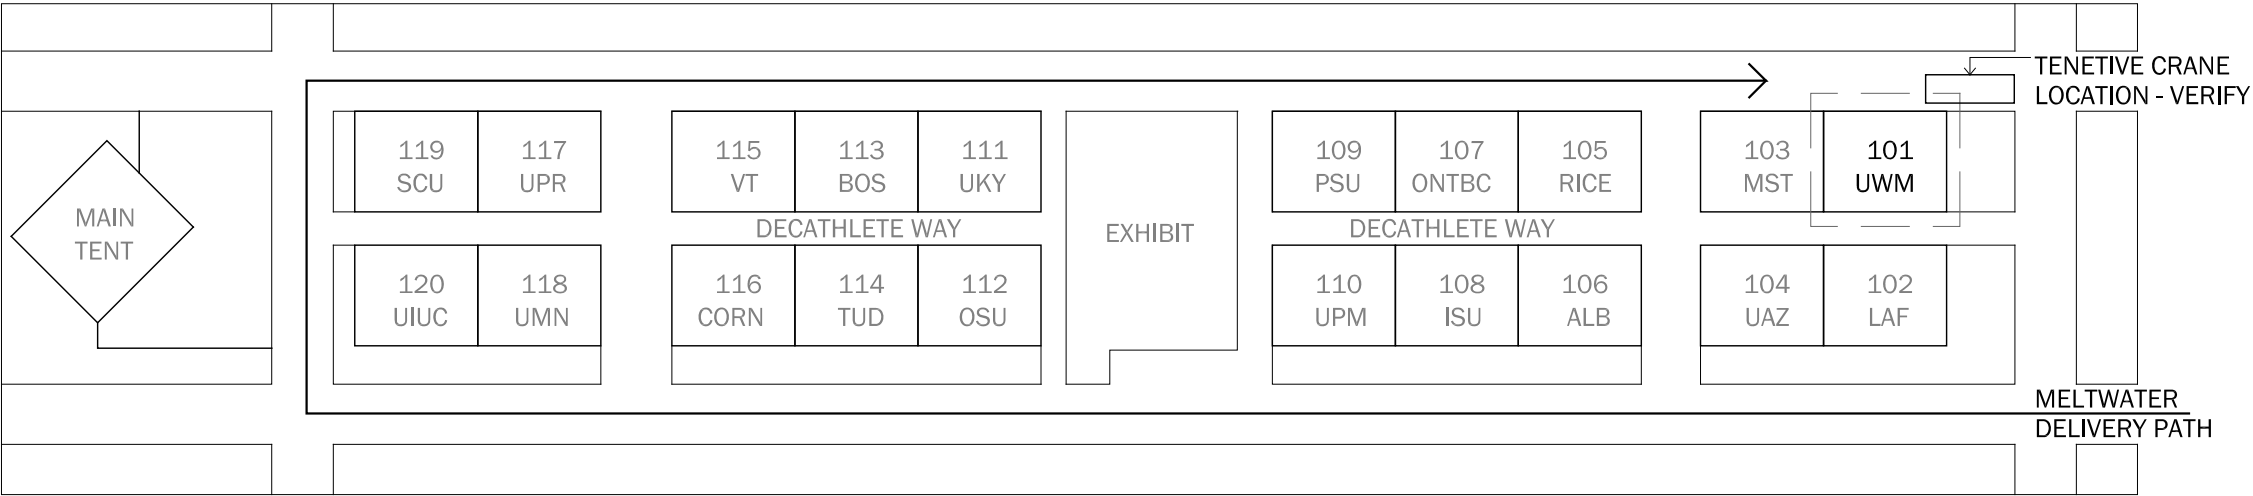 TENETIVE CRANE
LOCATION - VERIFY
119
SCU
117
UPR
115
VT
113
BOS
111
UKY
109
PSU
107
ONTBC
105
RICE
103
MST
101
UWM
MAIN
TENT
DECATHLETE WAY
EXHIBIT
DECATHLETE WAY
120
UIUC
118
UMN
116
CORN
114
TUD
112
OSU
110
UPM
108
ISU
106
ALB
104
UAZ
102
LAF
MELTWATER
DELIVERY PATH